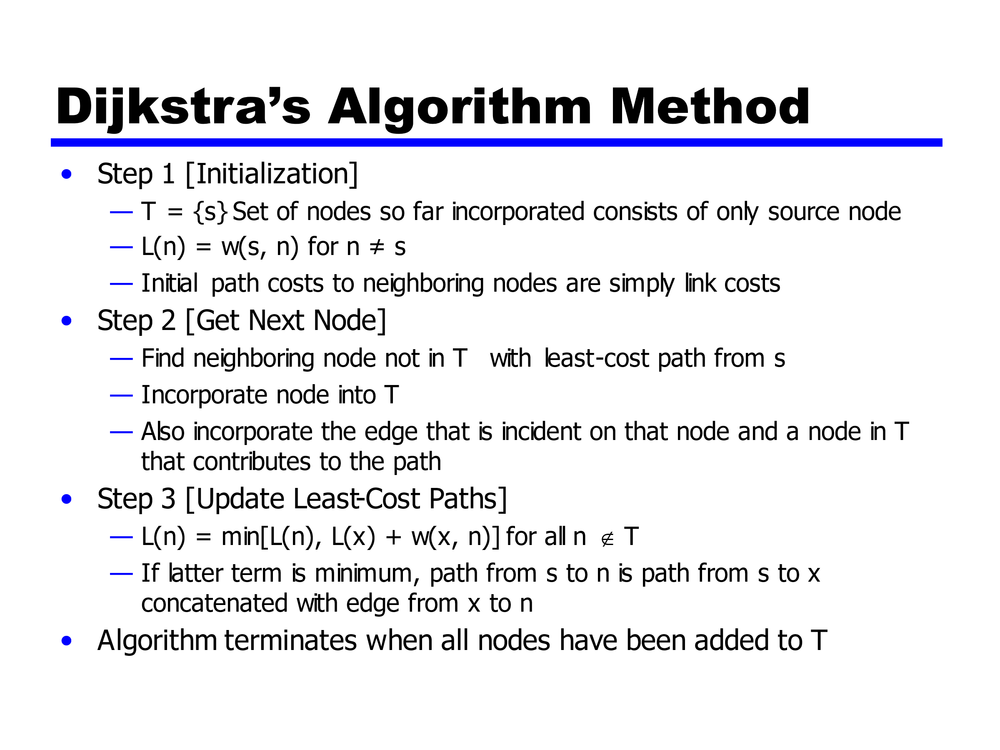 Dijkstra’s Algorithm Method
• Step 1 [Initialization]
— T = {s} Set of nodes so far incorporated consists of only source node
— L(n) = w(s, n) for n ≠ s
— Initial path costs to neighboring nodes are simply link costs
• Step 2 [Get Next Node]
— Find neighboring node not in T with least-cost path from s
— Incorporate node into T
— Also incorporate the edge that is incident on that node and a node in T
that contributes to the path
• Step 3 [Update Least-Cost Paths]
— L(n) = min[L(n), L(x) + w(x, n)] for all n ∉ T
— If latter term is minimum, path from s to n is path from s to x
concatenated with edge from x to n
• Algorithm terminates when all nodes have been added to T